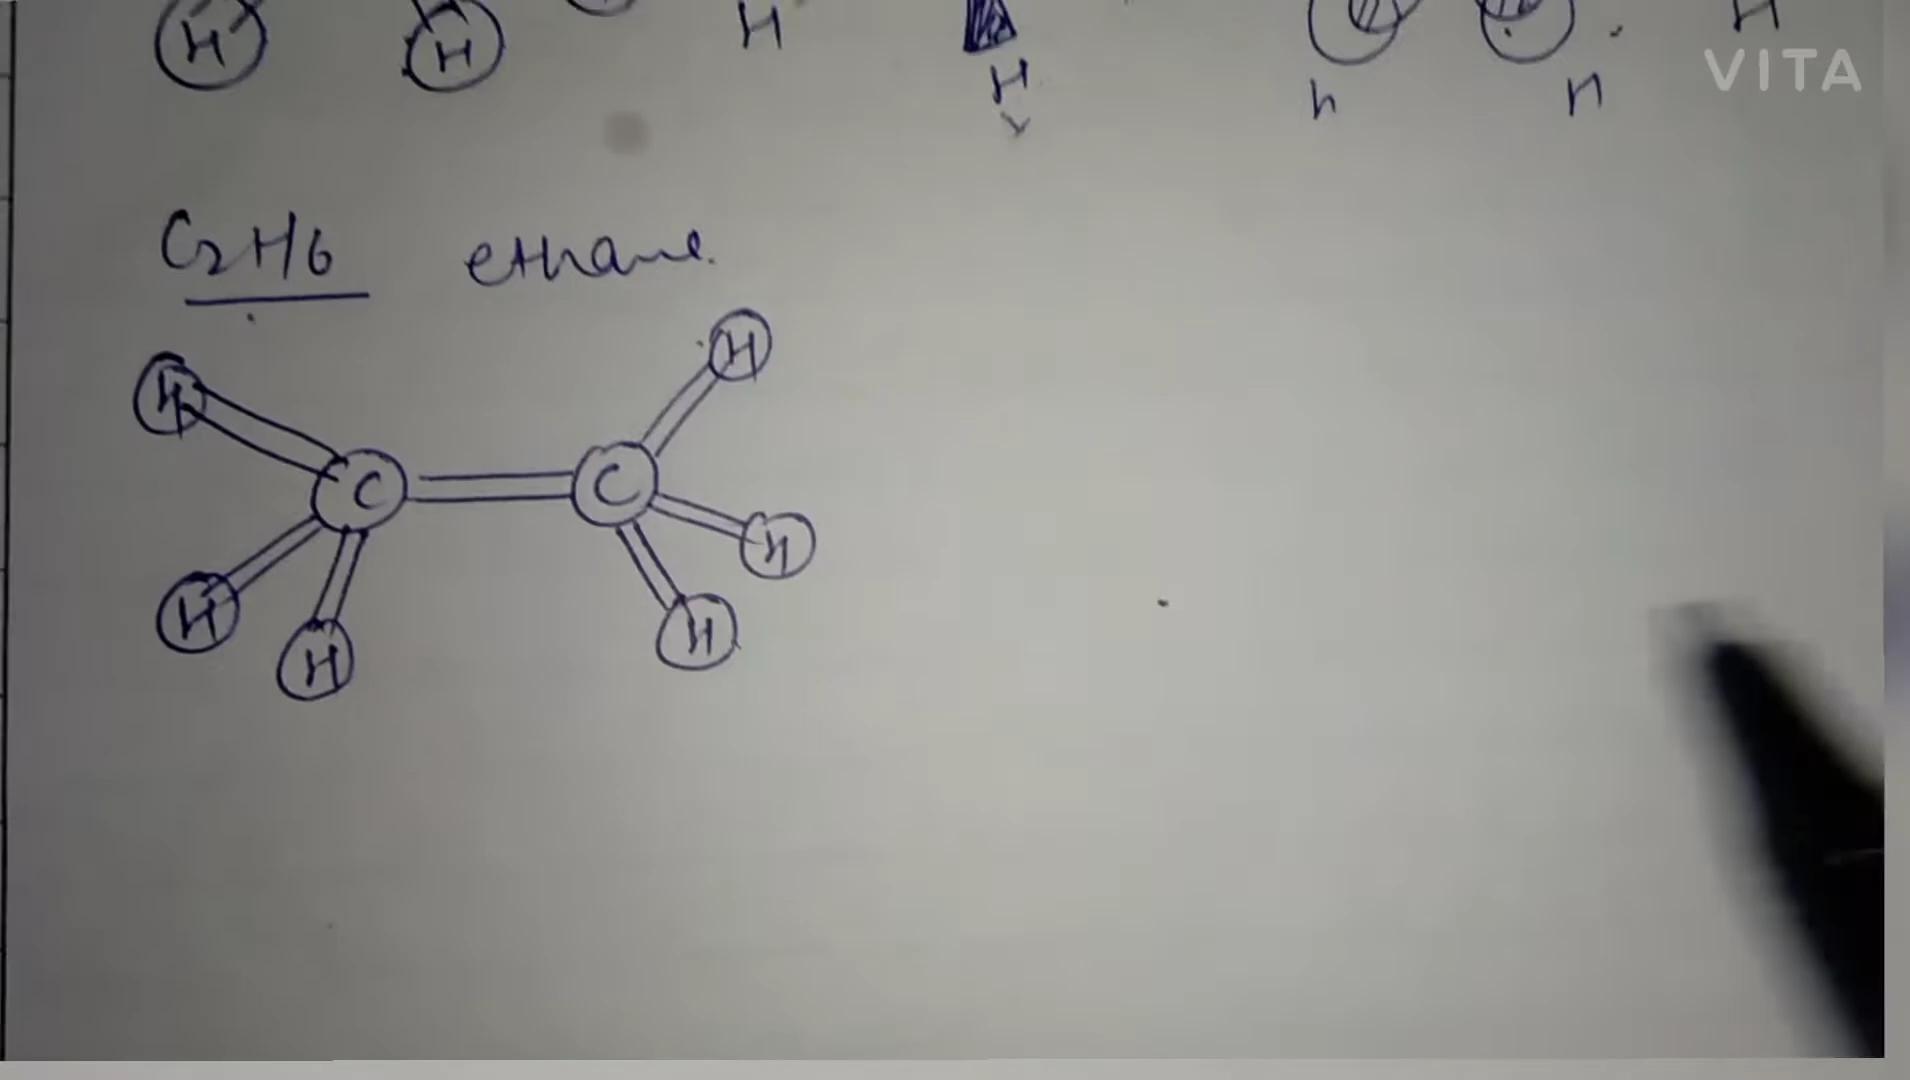 H H H H h n H
VITA
C2H6 ethane.
H
H
C C
H
H H
H